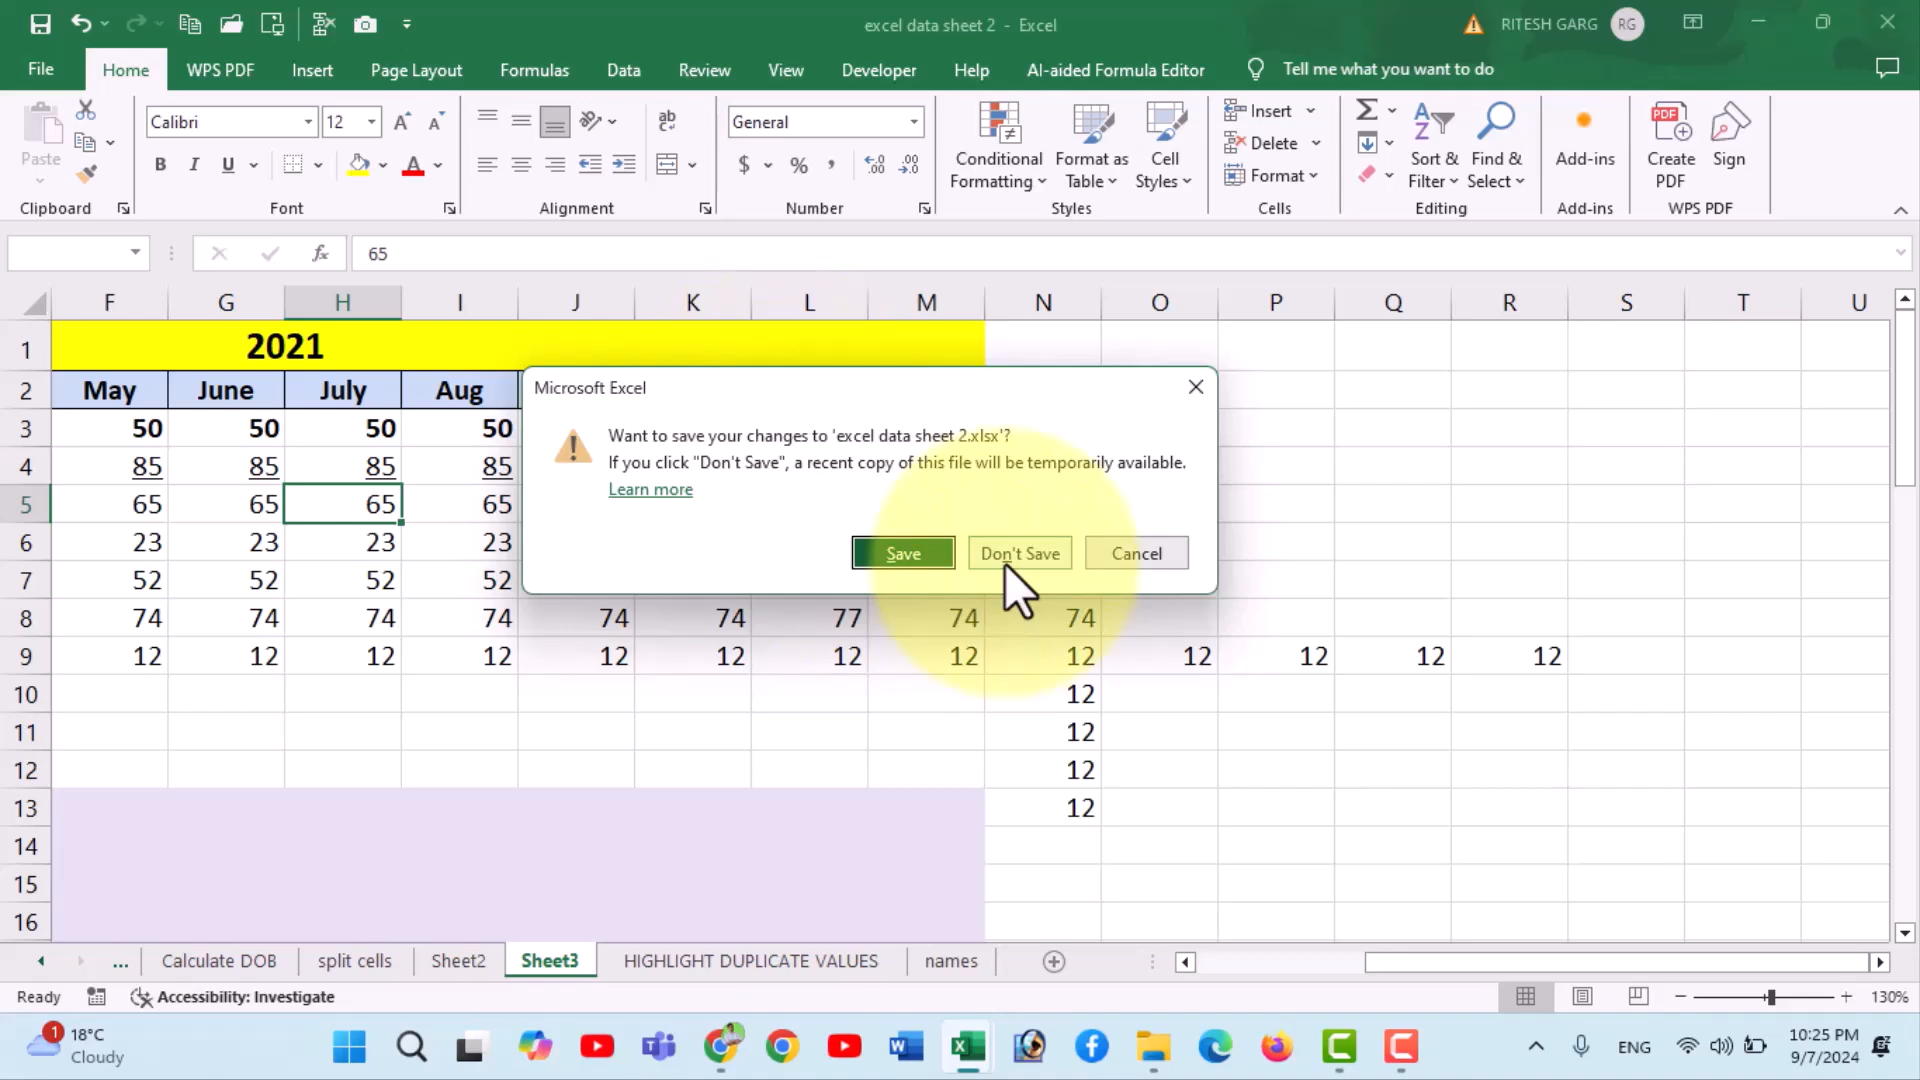 excel data sheet 2 - Excel
RITESH GARG RG
File Home WPS PDF Insert Page Layout Formulas Data Review View Developer Help AI-aided Formula Editor Tell me what you want to do
Paste
Clipboard
Calibri 12
B I U A
Font
ab
Alignment
General
$ %
Number
Conditional Formatting
Format as Table
Cell Styles
Styles
Insert
Delete
Format
Cells
Sort & Filter
Find & Select
Editing
Add-ins
Add-ins
Create PDF
Sign
WPS PDF
fx 65
F G H I J K L M N O P Q R S T U
1 2021
2 May June July Aug
3 50 50 50 50
4 85 85 85 85
5 65 65 65 65
6 23 23 23 23
7 52 52 52 52
8 74 74 74 74 74 74 77 74 74
9 12 12 12 12 12 12 12 12 12 12 12 12 12
10 12
11 12
12 12
13 12
14
15
16
Microsoft Excel
Want to save your changes to 'excel data sheet 2.xlsx'?
If you click "Don't Save", a recent copy of this file will be temporarily available.
Learn more
Save Don't Save Cancel
... Calculate DOB split cells Sheet2 Sheet3 HIGHLIGHT DUPLICATE VALUES names
Ready Accessibility: Investigate 130%
1 18°C
Cloudy
ENG
10:25 PM
9/7/2024